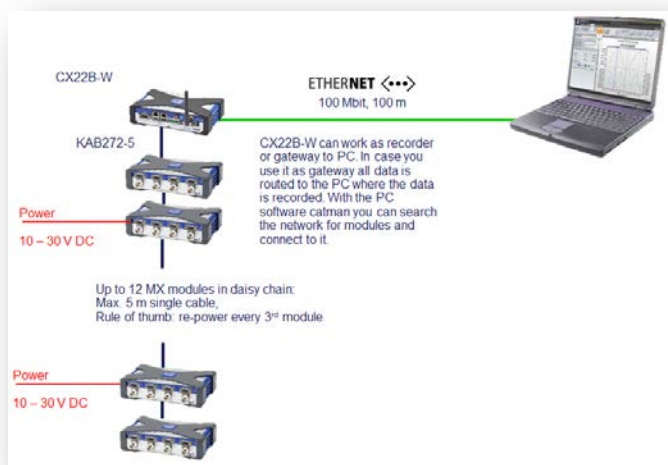 CX22B-W
ETHERNET <•••>
100 Mbit, 100 m
KAB272-5
CX22B-W can work as recorder
or gateway to PC. In case you
use it as gateway all data is
routed to the PC where the data
is recorded. With the PC
software catman you can search
the network for modules and
connect to it.
Power
10 – 30 V DC
Up to 12 MX modules in daisy chain:
Max. 5 m single cable,
Rule of thumb: re-power every 3rd module
Power
10 – 30 V DC